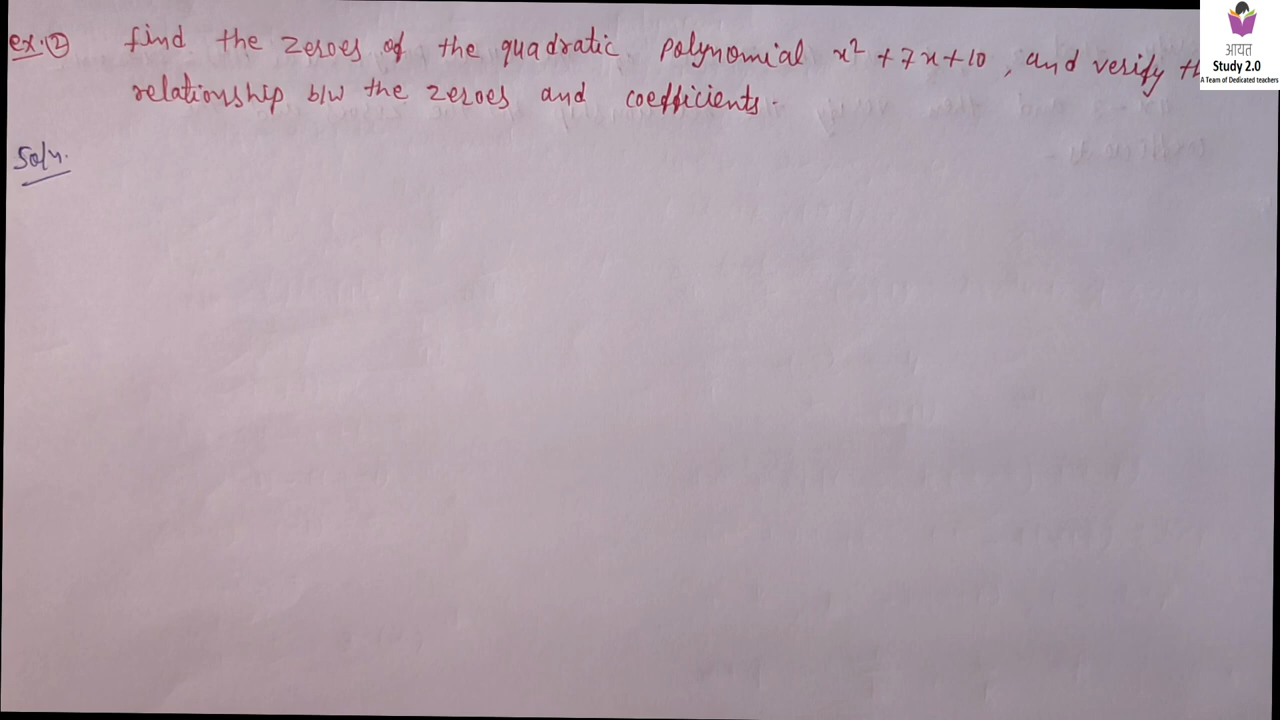 ex.② find the zeroes of the quadratic polynomial x² + 7x+10 , and verify th
relationship b/w the zeroes and coefficients.
Soln.
आयत
Study 2.0
A Team of Dedicated teachers